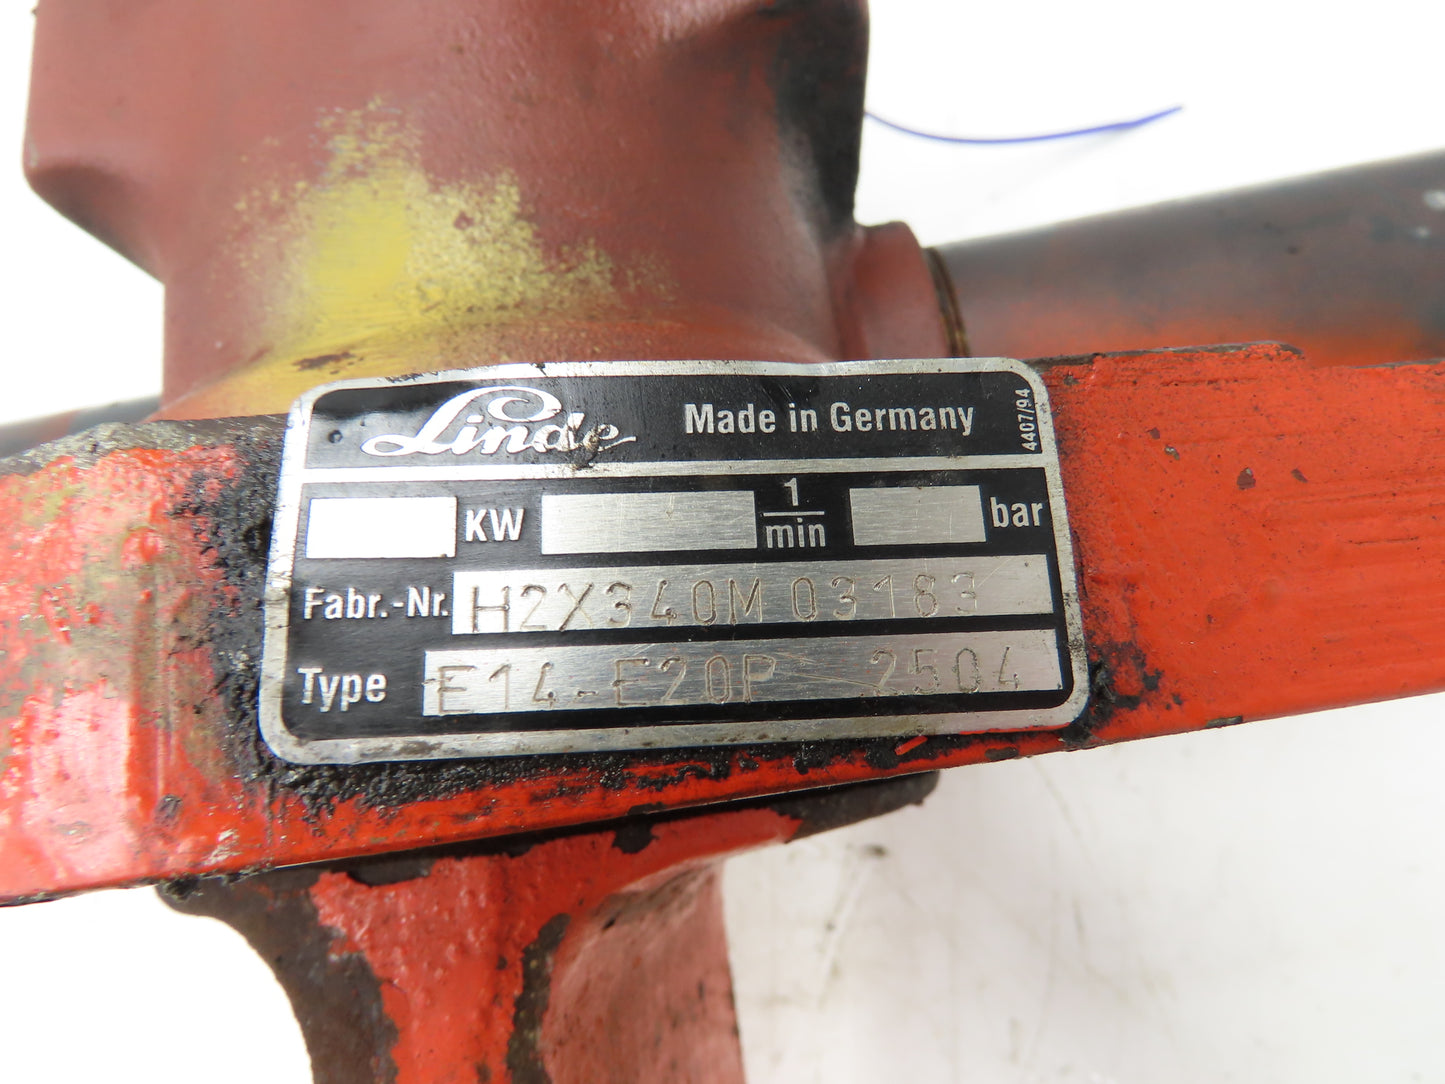 Linde Made in Germany 4407/94
KW 1/min bar
Fabr.-Nr. H2X340M03183
Type E14-E20P 2504